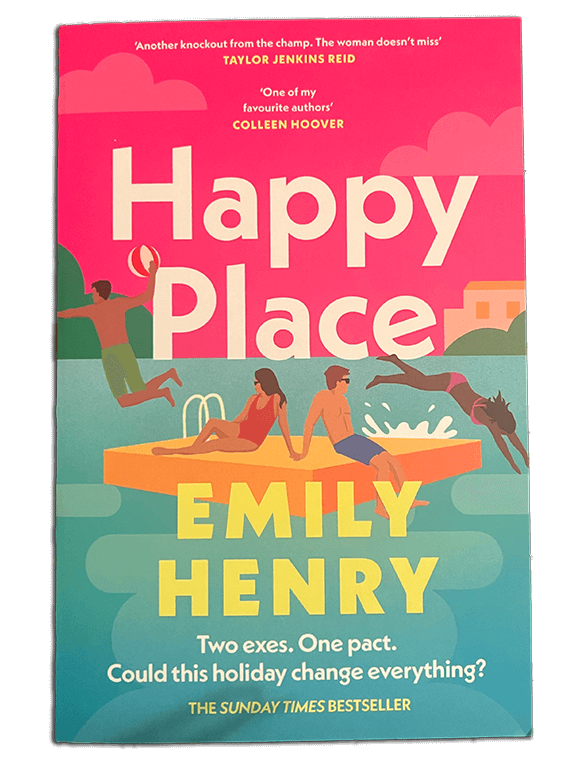 ‘Another knockout from the champ. The woman doesn’t miss’
TAYLOR JENKINS REID
‘One of my
favourite authors’
COLLEEN HOOVER
Happy
Place
EMILY
HENRY
Two exes. One pact.
Could this holiday change everything?
THE SUNDAY TIMES BESTSELLER